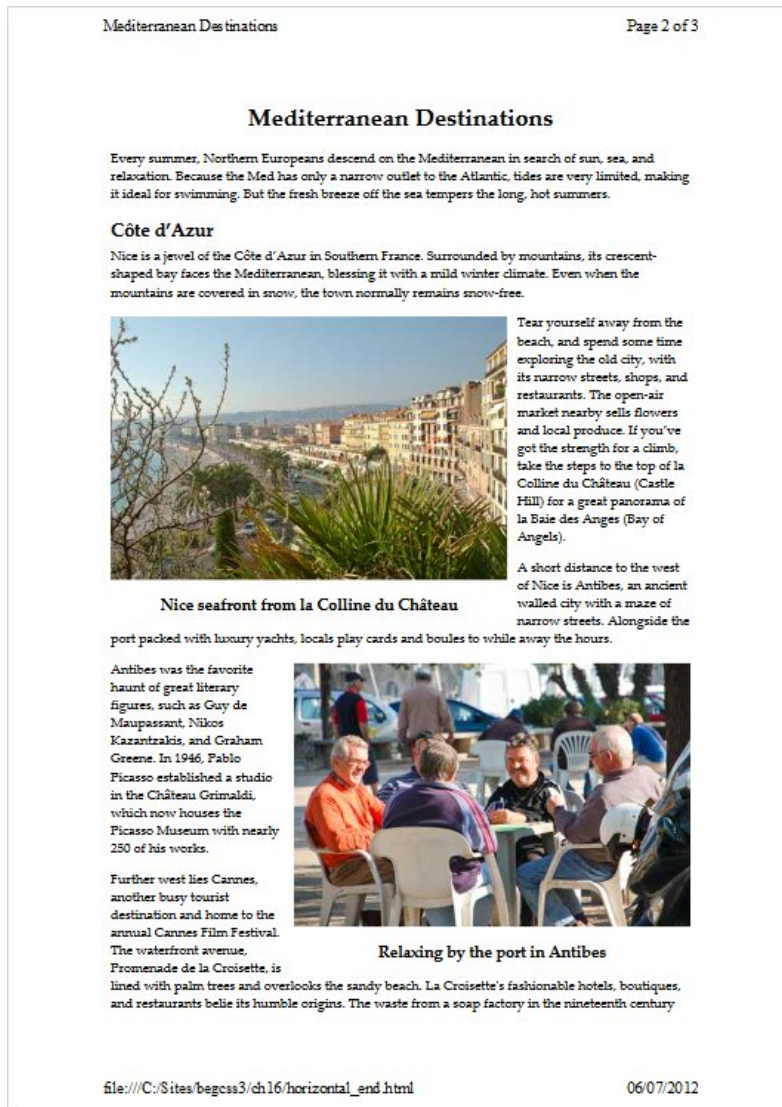 Mediterranean Destinations
Page 2 of 3
Mediterranean Destinations
Every summer, Northern Europeans descend on the Mediterranean in search of sun, sea, and
relaxation. Because the Med has only a narrow outlet to the Atlantic, tides are very limited, making
it ideal for swimming. But the fresh breeze off the sea tempers the long, hot summers.
Côte d’Azur
Nice is a jewel of the Côte d’Azur in Southern France. Surrounded by mountains, its crescent-
shaped bay faces the Mediterranean, blessing it with a mild winter climate. Even when the
mountains are covered in snow, the town normally remains snow-free.
Tear yourself away from the
beach, and spend some time
exploring the old city, with
its narrow streets, shops, and
restaurants. The open-air
market nearby sells flowers
and local produce. If you’ve
got the strength for a climb,
take the steps to the top of la
Colline du Château (Castle
Hill) for a great panorama of
la Baie des Anges (Bay of
Angels).
Nice seafront from la Colline du Château
A short distance to the west
of Nice is Antibes, an ancient
walled city with a maze of
narrow streets. Alongside the
port packed with luxury yachts, locals play cards and boules to while away the hours.
Antibes was the favorite
haunt of great literary
figures, such as Guy de
Maupassant, Nikos
Kazantzakis, and Graham
Greene. In 1946, Pablo
Picasso established a studio
in the Château Grimaldi,
which now houses the
Picasso Museum with nearly
250 of his works.
Relaxing by the port in Antibes
Further west lies Cannes,
another busy tourist
destination and home to the
annual Cannes Film Festival.
The waterfront avenue,
Promenade de la Croisette, is
lined with palm trees and overlooks the sandy beach. La Croisette's fashionable hotels, boutiques,
and restaurants belie its humble origins. The waste from a soap factory in the nineteenth century
file:///C:/Sites/begcss3/ch16/horizontal_end.html
06/07/2012